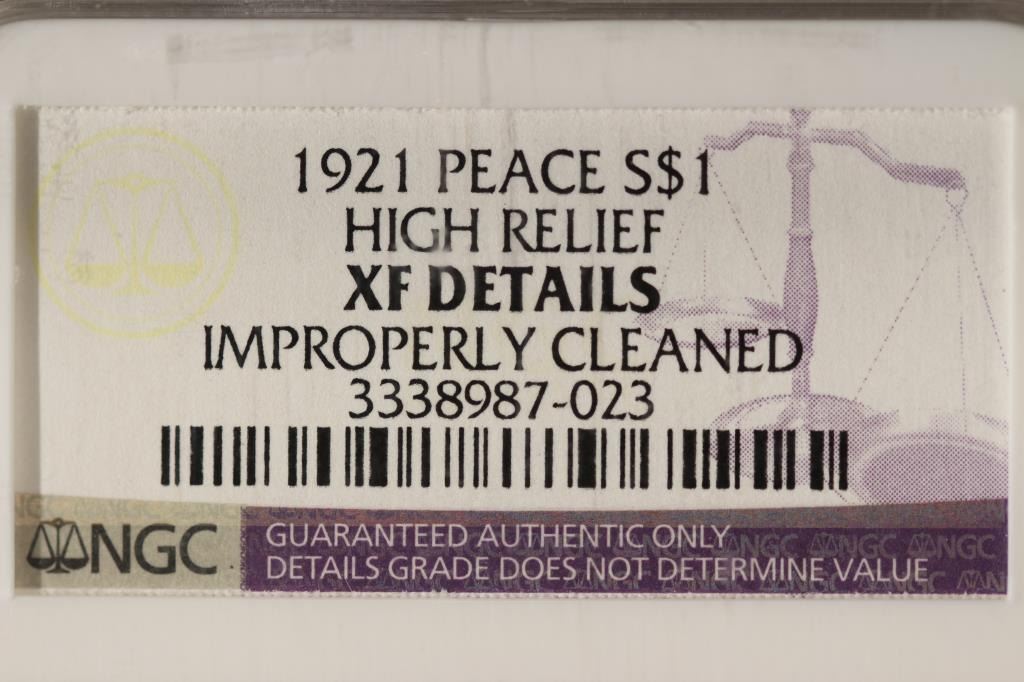 1921 PEACE S$1
HIGH RELIEF
XF DETAILS
IMPROPERLY CLEANED
3338987-023
NGC
GUARANTEED AUTHENTIC ONLY
DETAILS GRADE DOES NOT DETERMINE VALUE